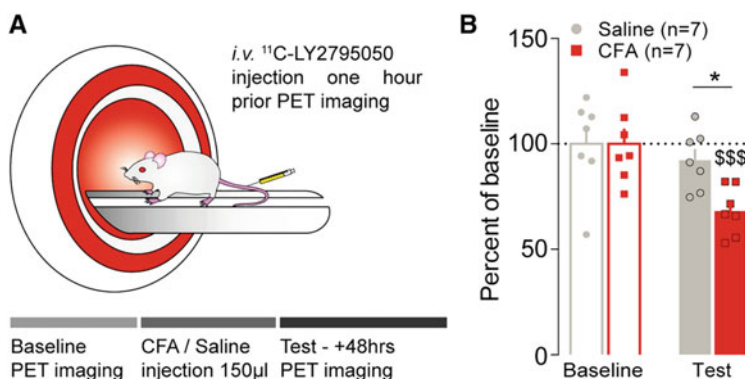 A
i.v. ¹¹C-LY2795050
injection one hour
prior PET imaging
Baseline
PET imaging
CFA / Saline
injection 150µl
Test - +48hrs
PET imaging
B
Saline (n=7)
CFA (n=7)
Percent of baseline
150
100
50
0
*
$$$
Baseline
Test